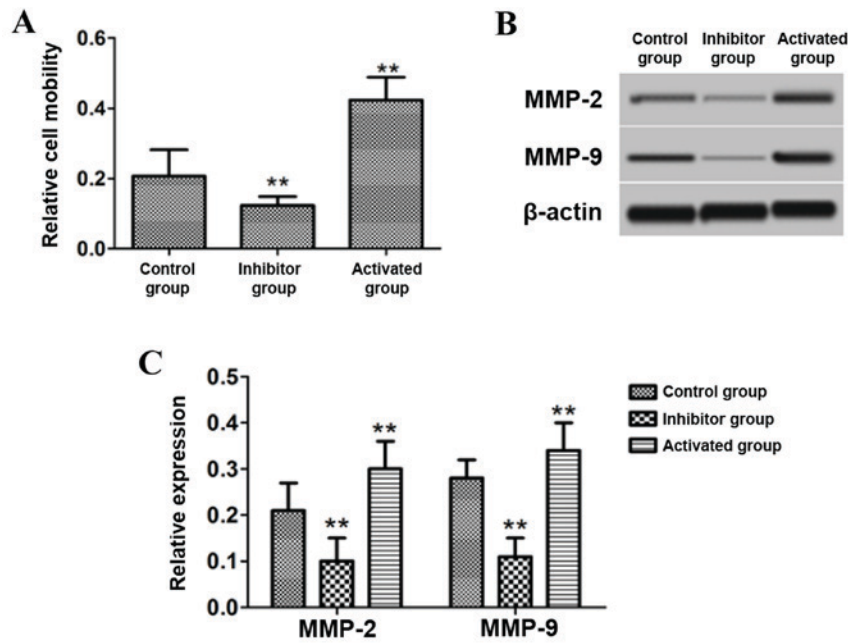 A
Relative cell mobility
0.6
0.4
0.2
0.0
**
**
Control
group
Inhibitor
group
Activated
group
B
Control
group
Inhibitor
group
Activated
group
MMP-2
MMP-9
β-actin
C
Relative expression
0.5
0.4
0.3
0.2
0.1
0.0
**
**
**
**
MMP-2
MMP-9
Control group
Inhibitor group
Activated group